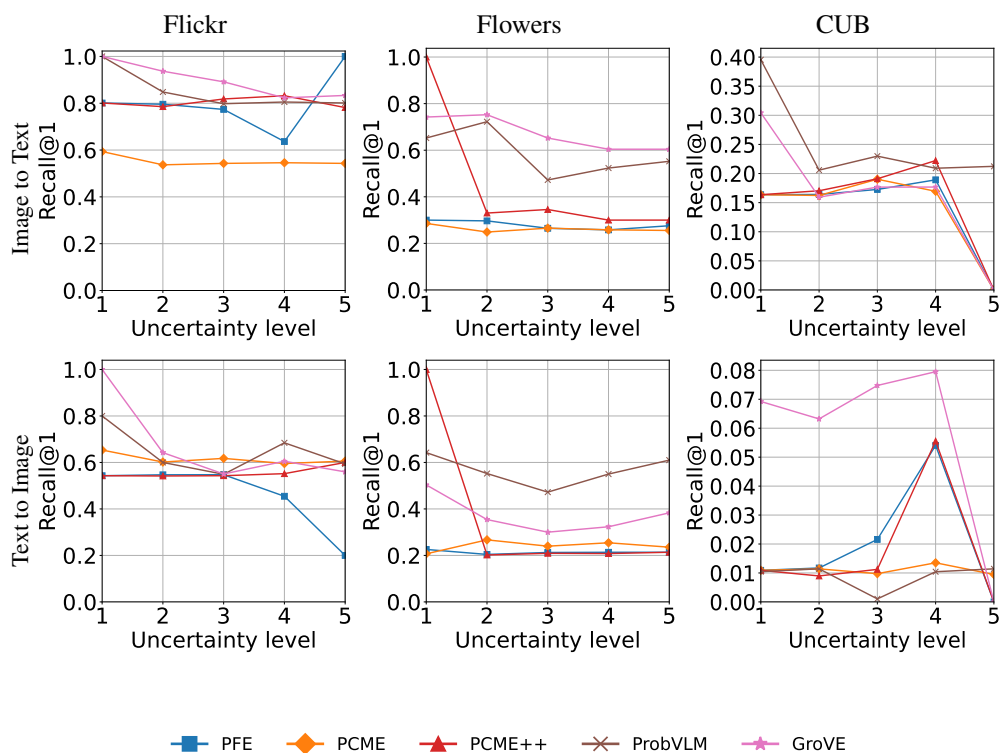 Flickr Flowers CUB
Image to Text
Recall@1
1.0
0.8
0.6
0.4
0.2
0.0
1 2 3 4 5
Uncertainty level
Recall@1
1.0
0.8
0.6
0.4
0.2
0.0
1 2 3 4 5
Uncertainty level
Recall@1
0.40
0.35
0.30
0.25
0.20
0.15
0.10
0.05
0.00
1 2 3 4 5
Uncertainty level
Text to Image
Recall@1
1.0
0.8
0.6
0.4
0.2
0.0
1 2 3 4 5
Uncertainty level
Recall@1
1.0
0.8
0.6
0.4
0.2
0.0
1 2 3 4 5
Uncertainty level
Recall@1
0.08
0.07
0.06
0.05
0.04
0.03
0.02
0.01
0.00
1 2 3 4 5
Uncertainty level
PFE PCME PCME++ ProbVLM GroVE